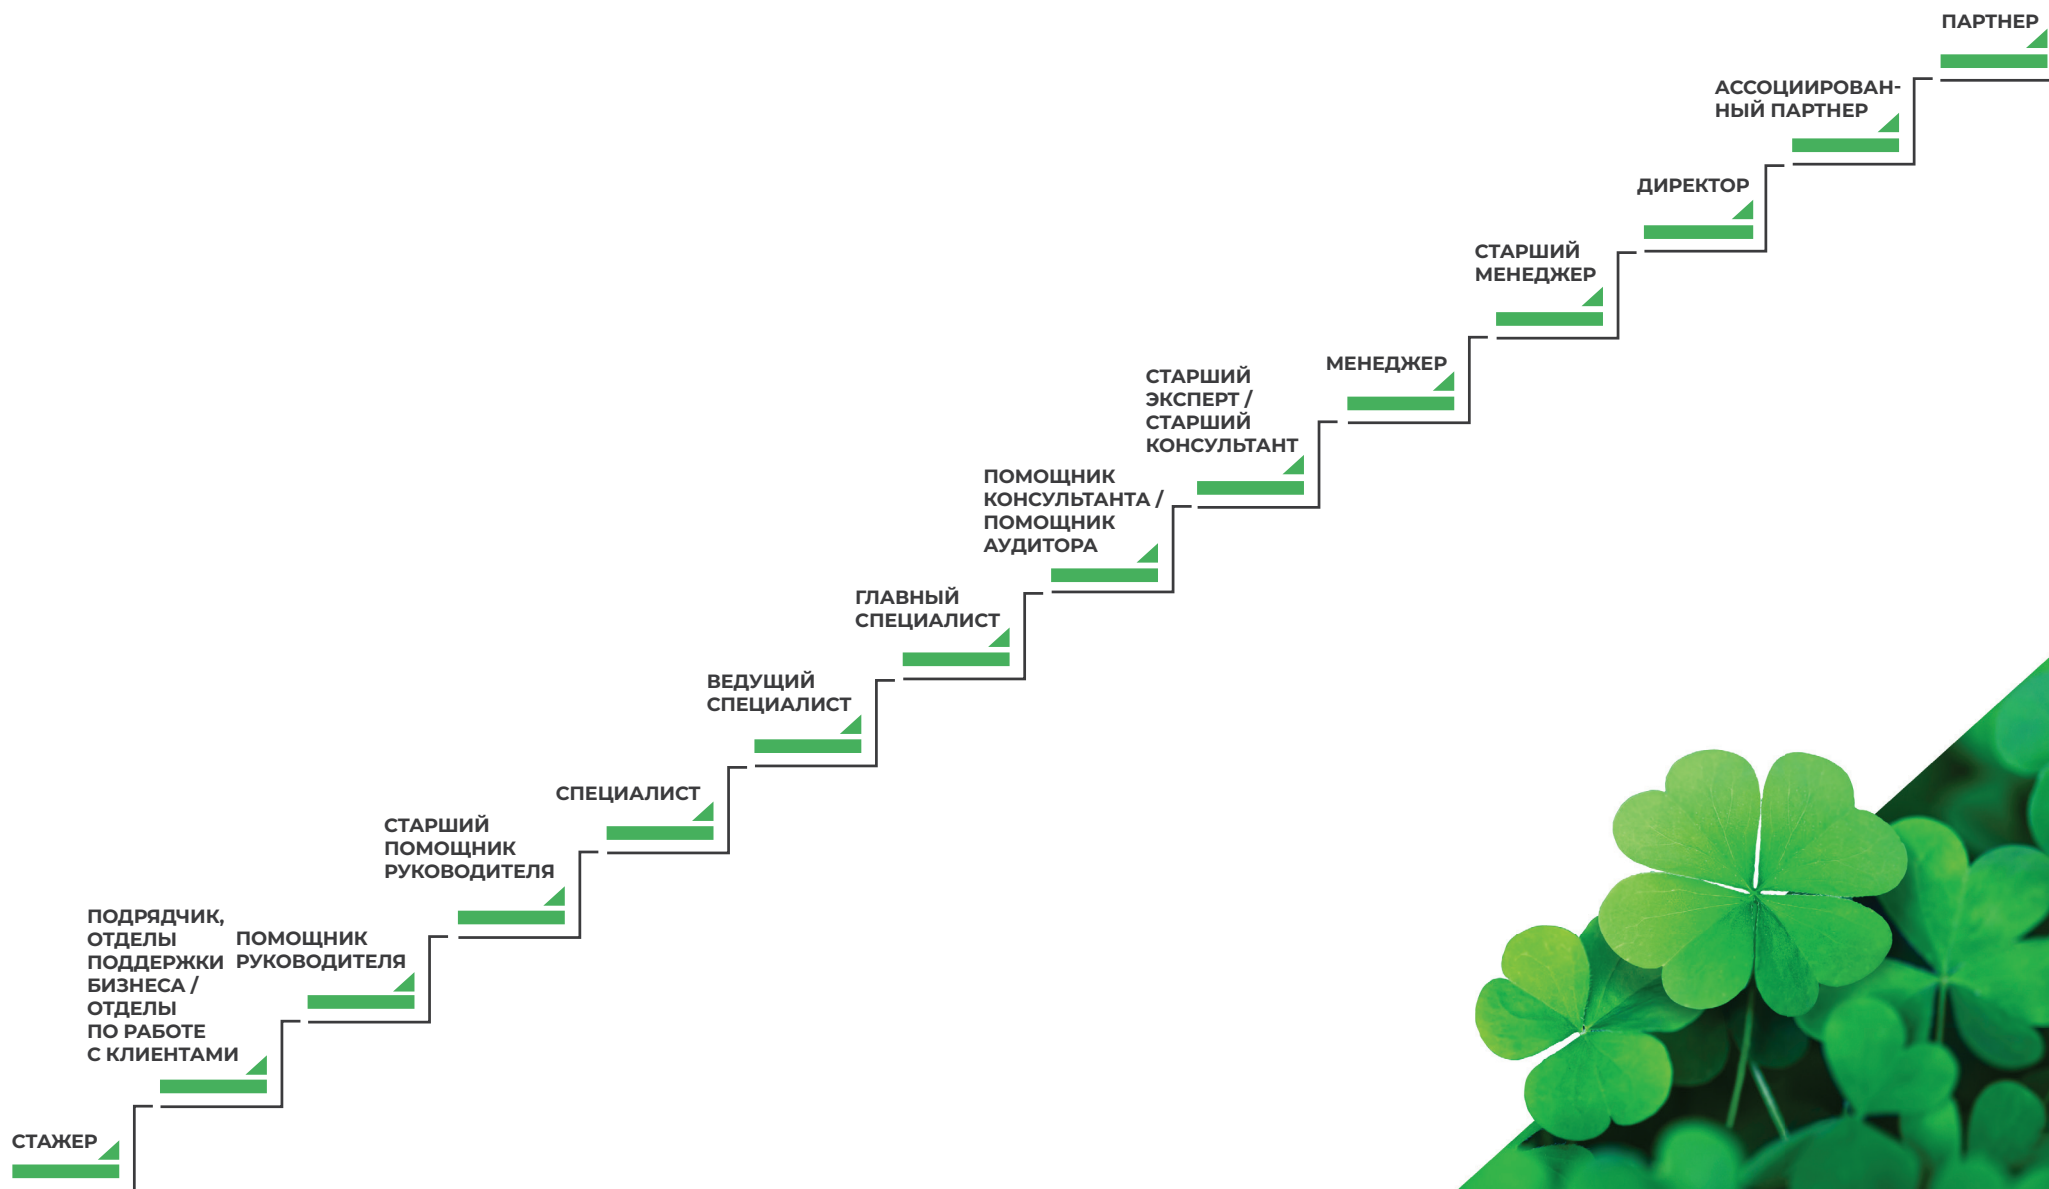 ПАРТНЕР
АССОЦИИРОВАН-
НЫЙ ПАРТНЕР
ДИРЕКТОР
СТАРШИЙ
МЕНЕДЖЕР
МЕНЕДЖЕР
СТАРШИЙ
ЭКСПЕРТ /
СТАРШИЙ
КОНСУЛЬТАНТ
ПОМОЩНИК
КОНСУЛЬТАНТА /
ПОМОЩНИК
АУДИТОРА
ГЛАВНЫЙ
СПЕЦИАЛИСТ
ВЕДУЩИЙ
СПЕЦИАЛИСТ
СПЕЦИАЛИСТ
СТАРШИЙ
ПОМОЩНИК
РУКОВОДИТЕЛЯ
ПОМОЩНИК
РУКОВОДИТЕЛЯ
ПОДРЯДЧИК,
ОТДЕЛЫ
ПОДДЕРЖКИ
БИЗНЕСА /
ОТДЕЛЫ
ПО РАБОТЕ
С КЛИЕНТАМИ
СТАЖЕР